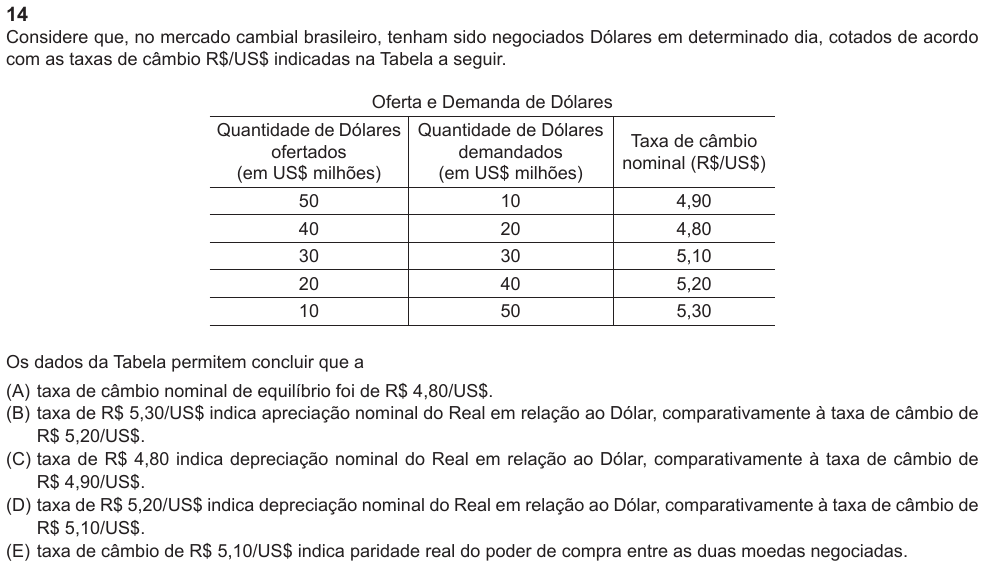 14
Considere que, no mercado cambial brasileiro, tenham sido negociados Dólares em determinado dia, cotados de acordo
com as taxas de câmbio R$/US$ indicadas na Tabela a seguir.
Oferta e Demanda de Dólares
Quantidade de Dólares ofertados (em US$ milhões) Quantidade de Dólares demandados (em US$ milhões) Taxa de câmbio nominal (R$/US$)
50 10 4,90
40 20 4,80
30 30 5,10
20 40 5,20
10 50 5,30
Os dados da Tabela permitem concluir que a
(A) taxa de câmbio nominal de equilíbrio foi de R$ 4,80/US$.
(B) taxa de R$ 5,30/US$ indica apreciação nominal do Real em relação ao Dólar, comparativamente à taxa de câmbio de
R$ 5,20/US$.
(C) taxa de R$ 4,80 indica depreciação nominal do Real em relação ao Dólar, comparativamente à taxa de câmbio de
R$ 4,90/US$.
(D) taxa de R$ 5,20/US$ indica depreciação nominal do Real em relação ao Dólar, comparativamente à taxa de câmbio de
R$ 5,10/US$.
(E) taxa de câmbio de R$ 5,10/US$ indica paridade real do poder de compra entre as duas moedas negociadas.